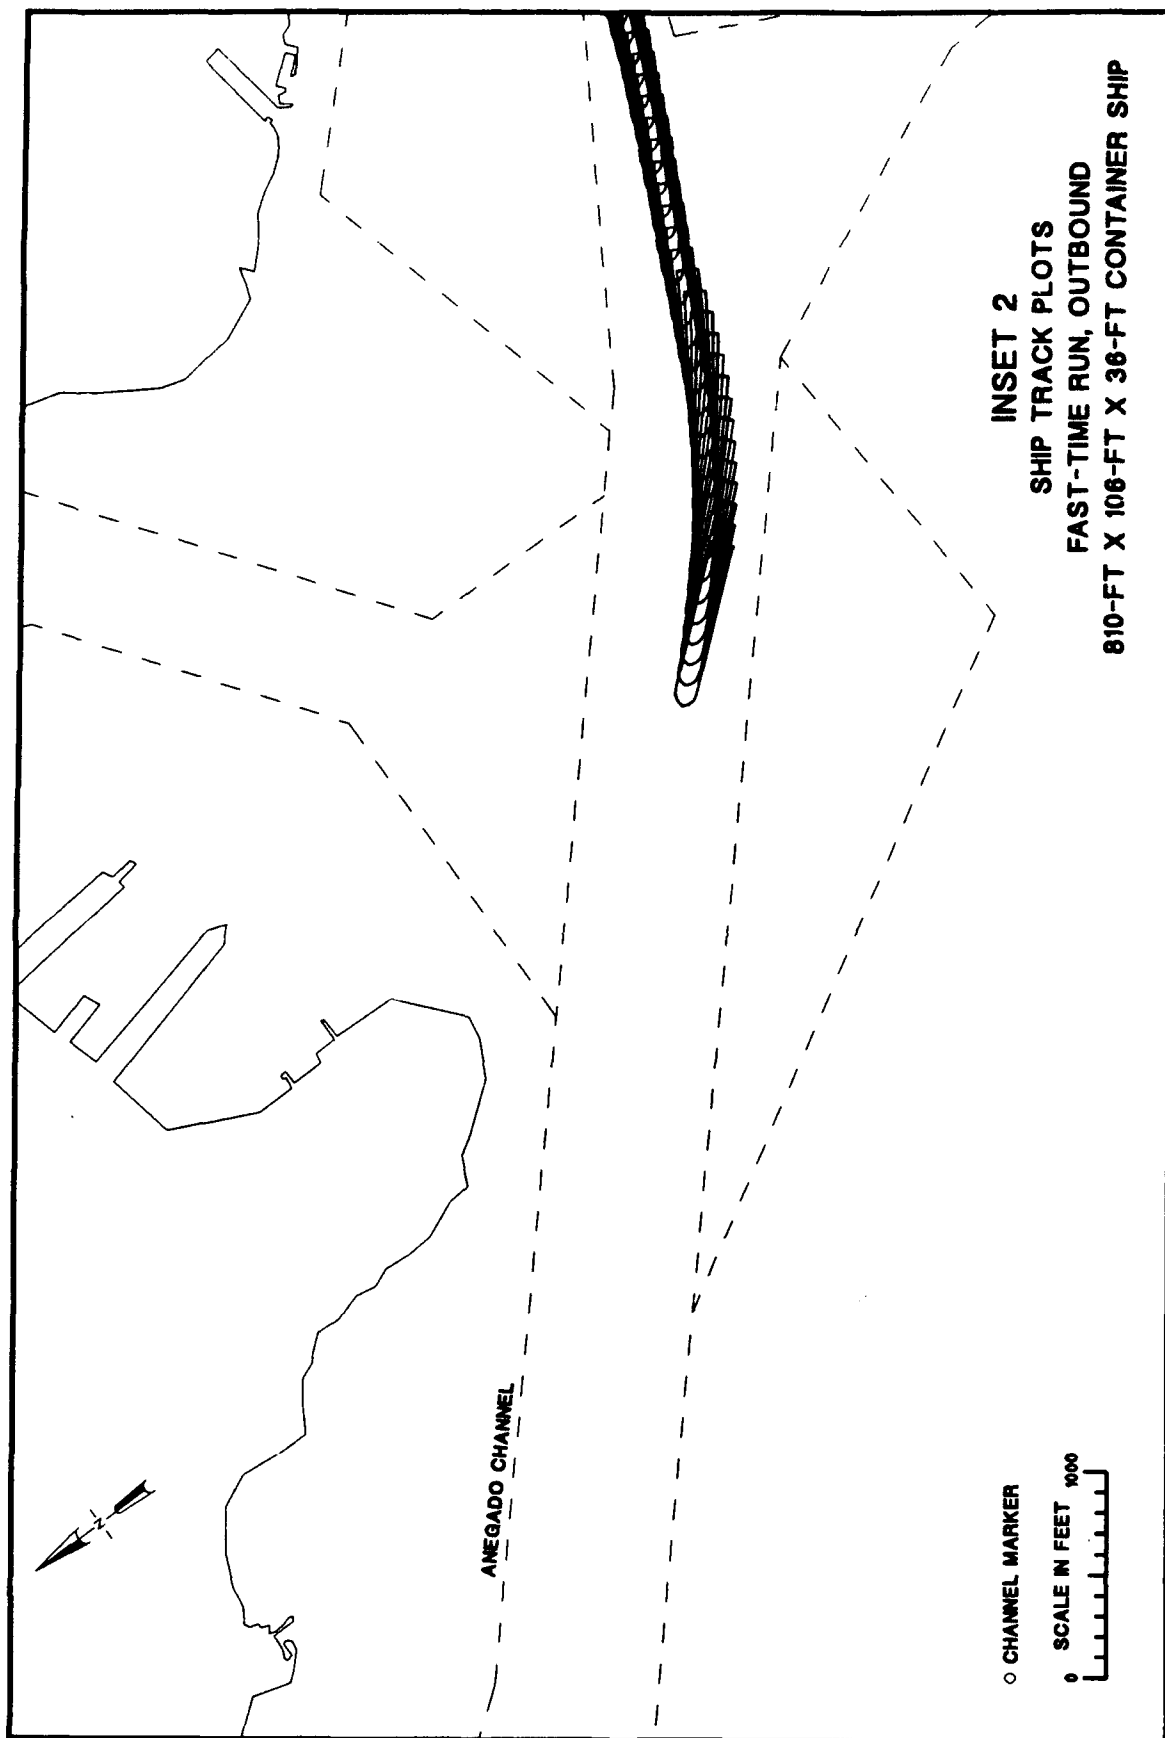 INSET 2
SHIP TRACK PLOTS
FAST-TIME RUN, OUTBOUND
810-FT X 106-FT X 36-FT CONTAINER SHIP
ANEGADO CHANNEL
N
O CHANNEL MARKER
SCALE IN FEET
0 1000